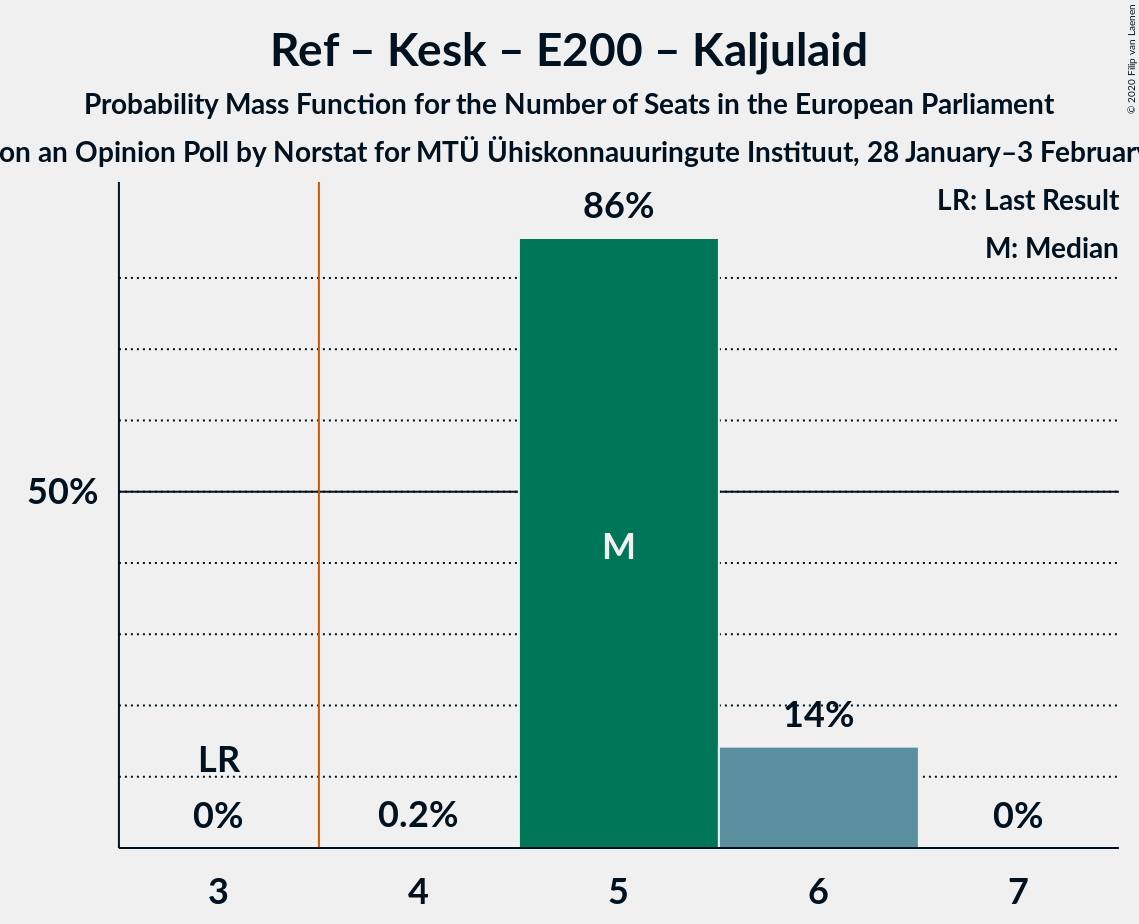 Ref – Kesk – E200 – Kaljulaid
Probability Mass Function for the Number of Seats in the European Parliament
on an Opinion Poll by Norstat for MTÜ Ühiskonnauuringute Instituut, 28 January–3 February
© 2020 Filip van Laenen
LR: Last Result
M: Median
86%
50%
M
14%
LR
0%
0.2%
0%
3
4
5
6
7